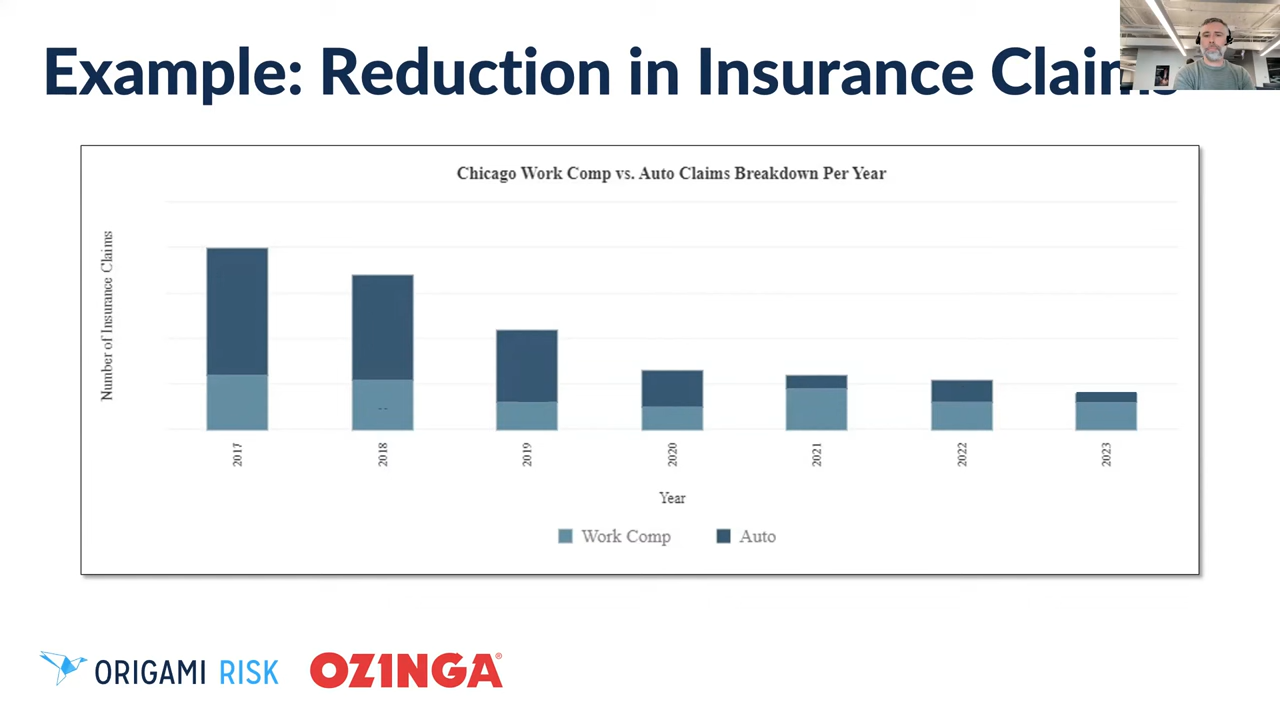 Example: Reduction in Insurance Claims
Chicago Work Comp vs. Auto Claims Breakdown Per Year
Number of Insurance Claims
2017
2018
2019
2020
2021
2022
2023
Year
Work Comp
Auto
ORIGAMI RISK
OZINGA®